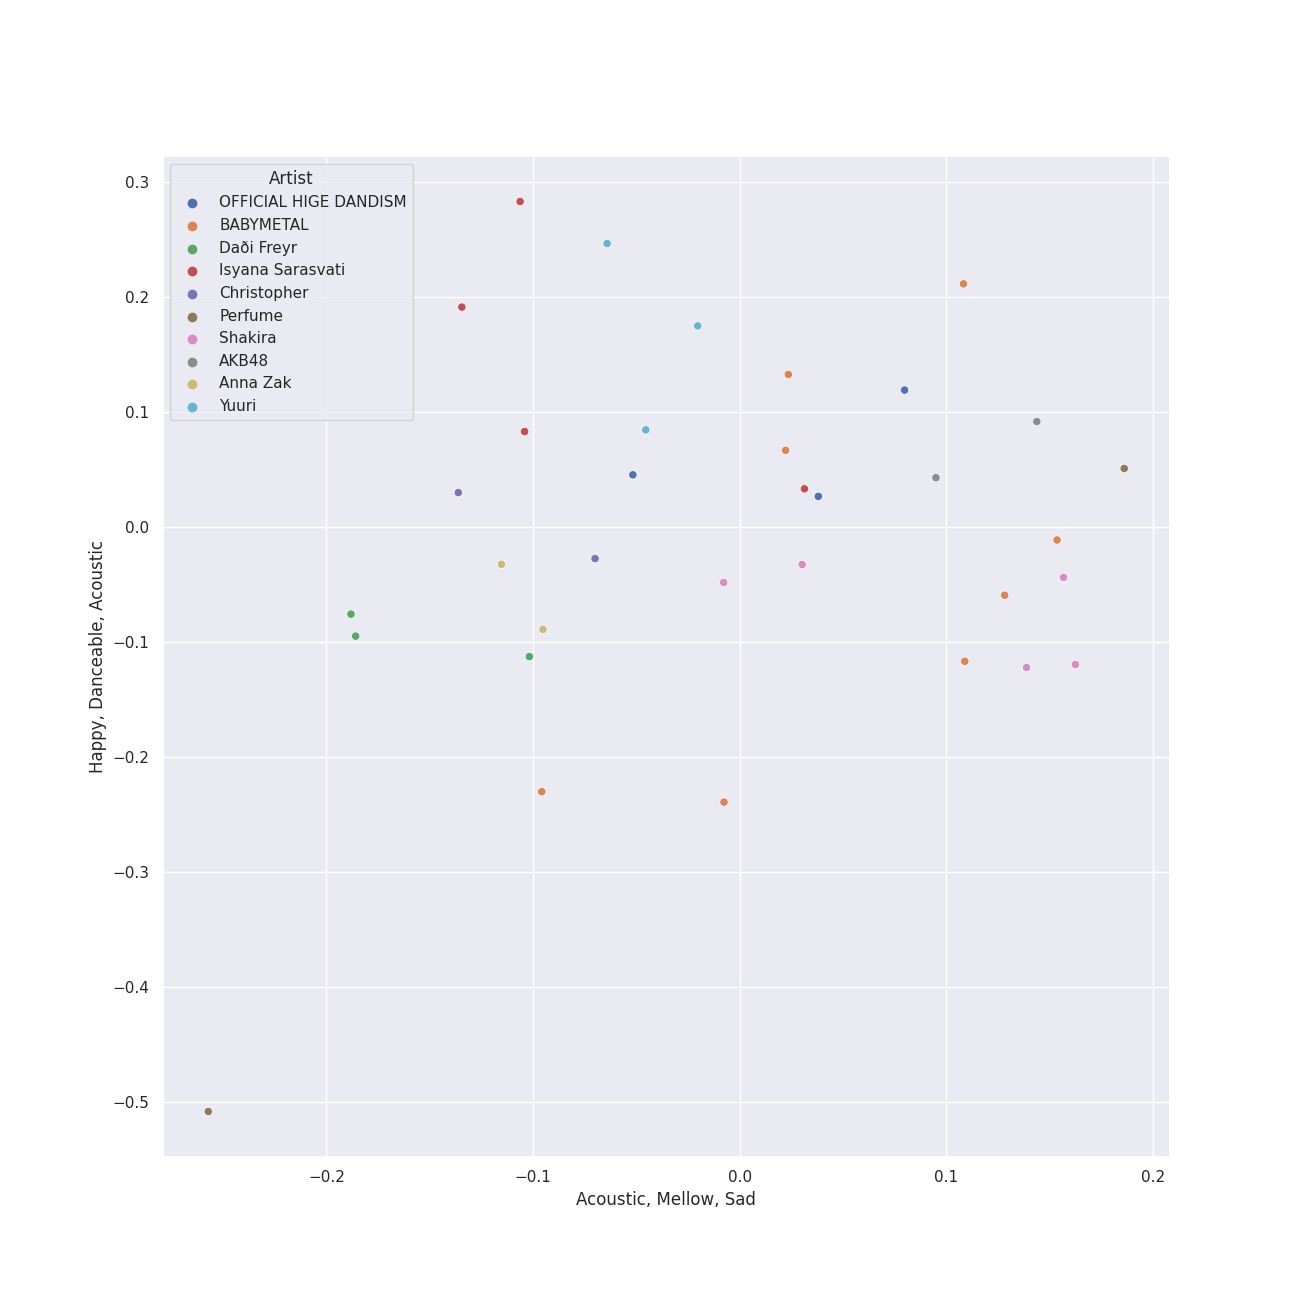 Artist
OFFICIAL HIGE DANDISM
BABYMETAL
Daði Freyr
Isyana Sarasvati
Christopher
Perfume
Shakira
AKB48
Anna Zak
Yuuri
0.3
0.2
0.1
0.0
−0.1
−0.2
−0.3
−0.4
−0.5
Happy, Danceable, Acoustic
−0.2
−0.1
0.0
0.1
0.2
Acoustic, Mellow, Sad